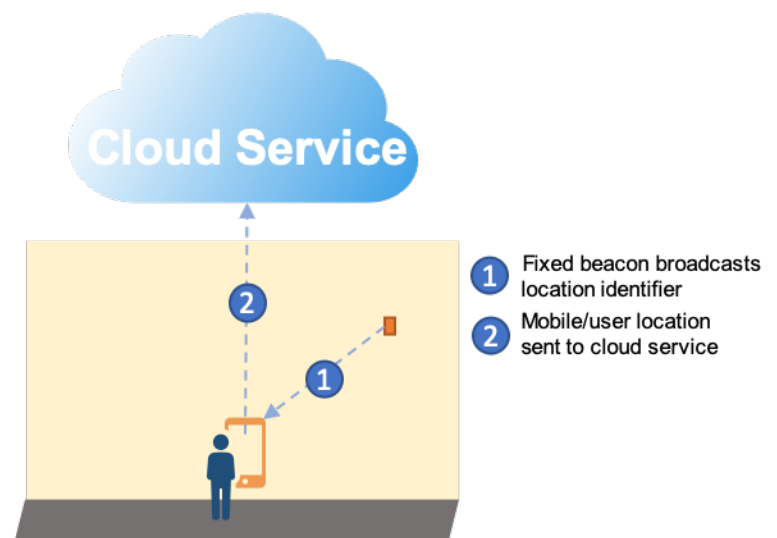 Cloud Service
2
1
1 Fixed beacon broadcasts
location identifier
2 Mobile/user location
sent to cloud service